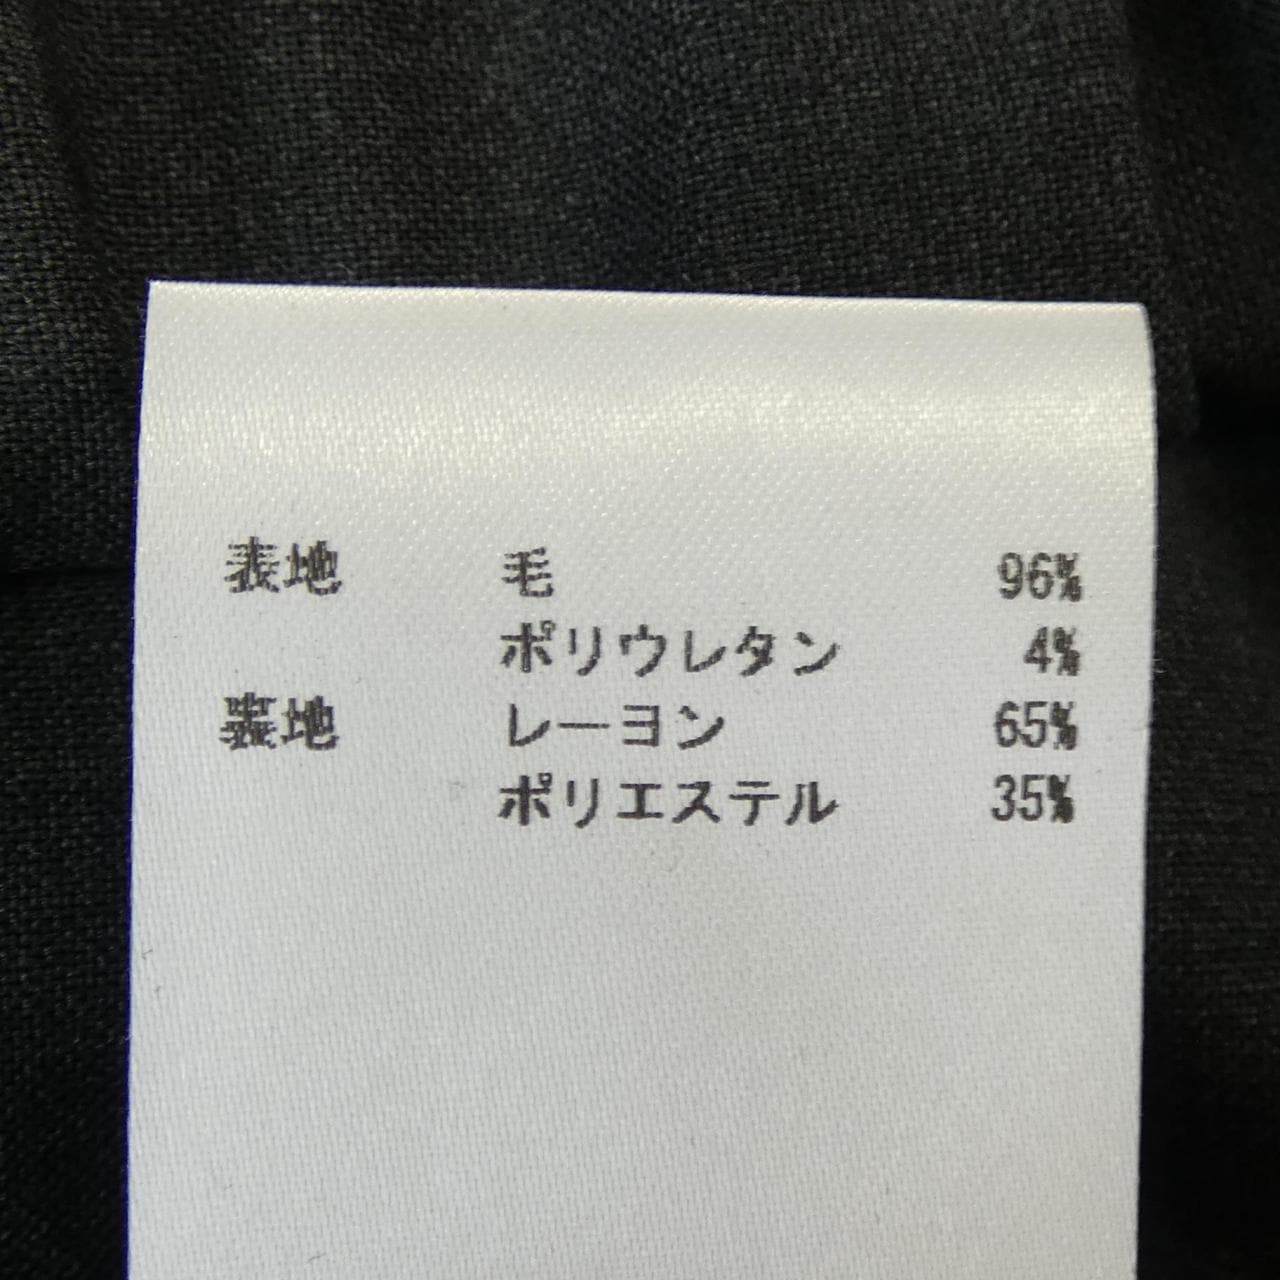 表地 毛 96%
ポリウレタン 4%
裏地 レーヨン 65%
ポリエステル 35%